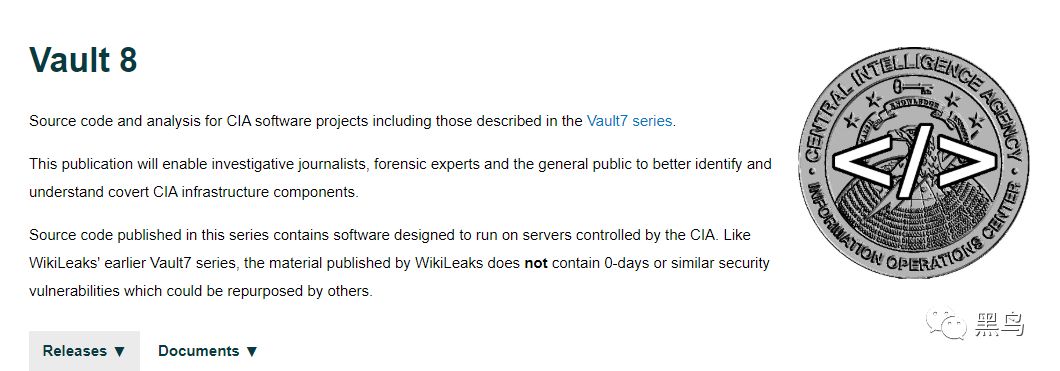 Vault 8
Source code and analysis for CIA software projects including those described in the Vault7 series.
This publication will enable investigative journalists, forensic experts and the general public to better identify and
understand covert CIA infrastructure components.
Source code published in this series contains software designed to run on servers controlled by the CIA. Like
WikiLeaks' earlier Vault7 series, the material published by WikiLeaks does not contain 0-days or similar security
vulnerabilities which could be repurposed by others.
Releases ▼ Documents ▼
CENTRAL INTELLIGENCE AGENCY
KNOWLEDGE
</>
INFORMATION OPERATIONS CENTER
黑鸟